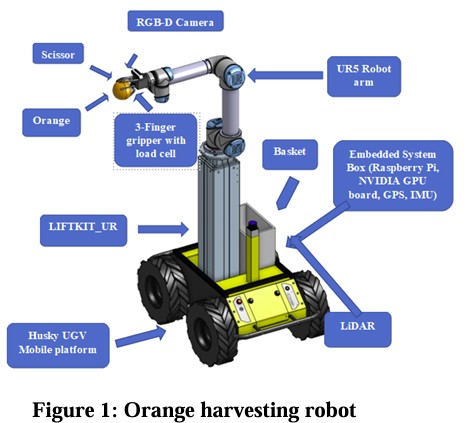 RGB-D Camera
Scissor
UR5 Robot
arm
Orange
3-Finger
gripper with
load cell
Basket
Embedded System
Box (Raspberry Pi,
NVIDIA GPU
board, GPS, IMU)
LIFTKIT_UR
Husky UGV
Mobile platform
LiDAR
Figure 1: Orange harvesting robot